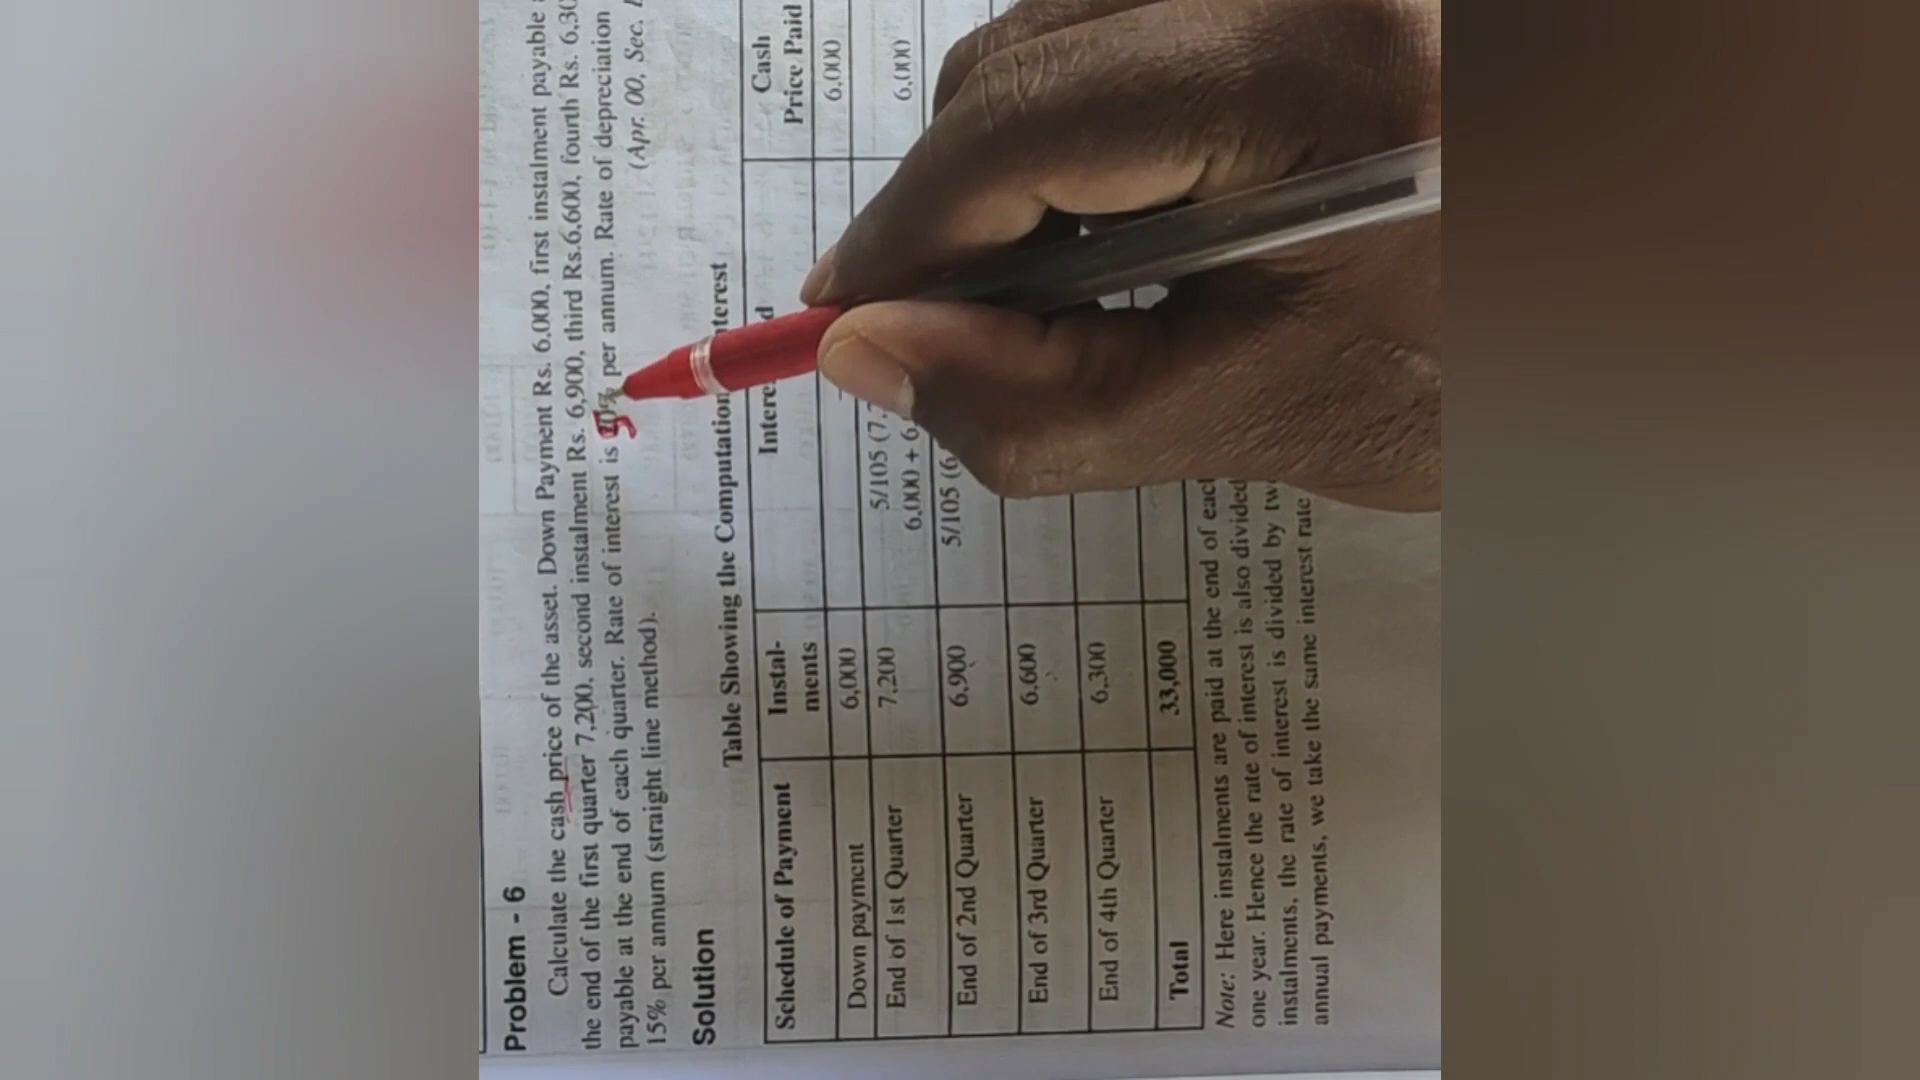 Problem - 6
Calculate the cash price of the asset. Down Payment Rs. 6,000, first instalment payable
the end of the first quarter 7,200, second instalment Rs. 6,900, third Rs.6,600, fourth Rs. 6,30
payable at the end of each quarter. Rate of interest is per annum. Rate of depreciation
15% per annum (straight line method). (Apr. 00, Sec.
Solution
Table Showing the Computation
Schedule of Payment Instal-ments Cash Price Paid
Down payment 6,000 6,000
End of 1st Quarter 7,200 5/105 (7,
6,000 + 6, 6,000
End of 2nd Quarter 6,900 5/105 (6
End of 3rd Quarter 6,600
End of 4th Quarter 6,300
Total 33,000
Note: Here instalments are paid at the end of each
one year. Hence the rate of interest is also divided
instalments, the rate of interest is divided by
annual payments, we take the same interest rate